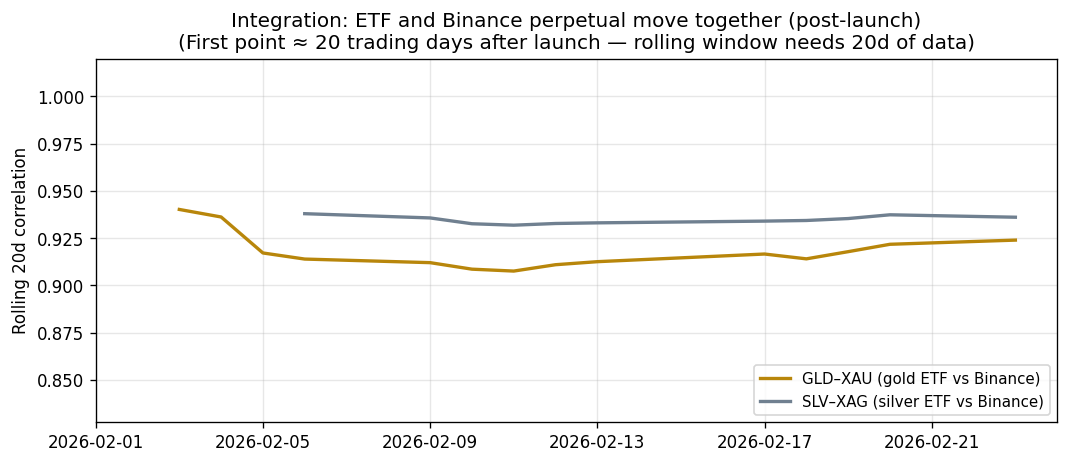 Integration: ETF and Binance perpetual move together (post-launch)
(First point ≈ 20 trading days after launch — rolling window needs 20d of data)
Rolling 20d correlation
1.000
0.975
0.950
0.925
0.900
0.875
0.850
GLD–XAU (gold ETF vs Binance)
SLV–XAG (silver ETF vs Binance)
2026-02-01 2026-02-05 2026-02-09 2026-02-13 2026-02-17 2026-02-21